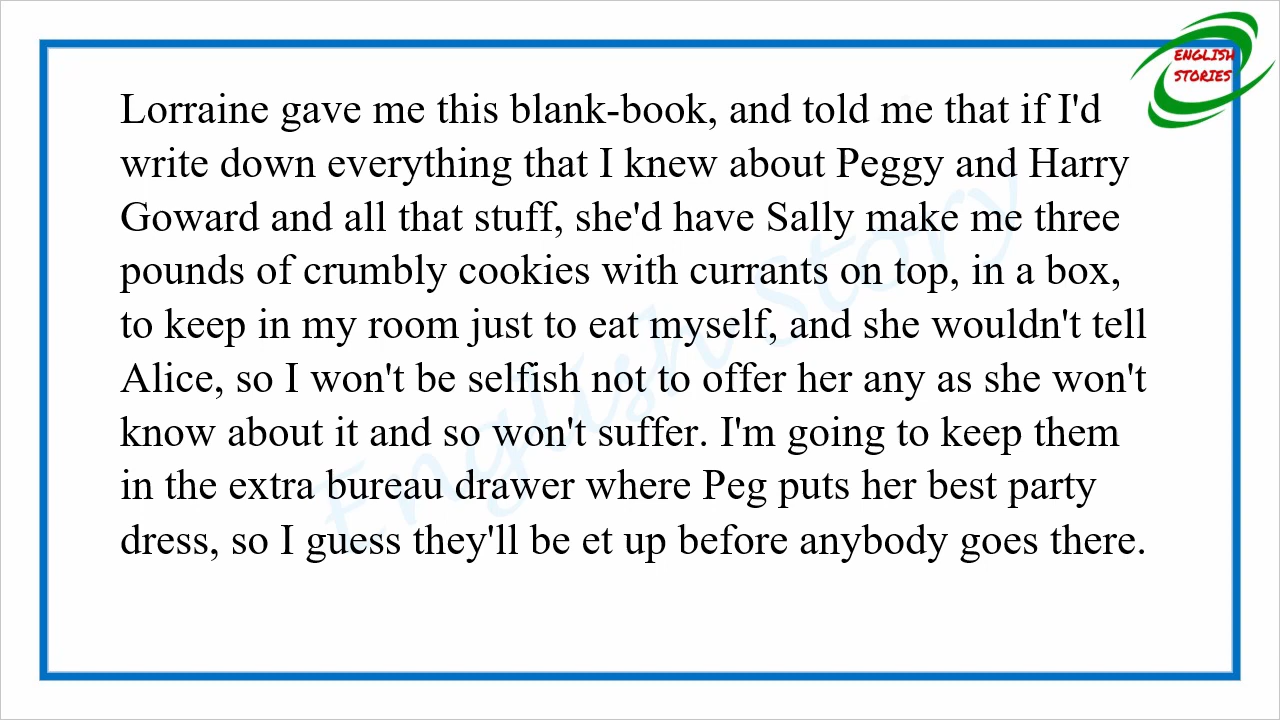 ENGLISH
STORIES
Lorraine gave me this blank-book, and told me that if I'd
write down everything that I knew about Peggy and Harry
Goward and all that stuff, she'd have Sally make me three
pounds of crumbly cookies with currants on top, in a box,
to keep in my room just to eat myself, and she wouldn't tell
Alice, so I won't be selfish not to offer her any as she won't
know about it and so won't suffer. I'm going to keep them
in the extra bureau drawer where Peg puts her best party
dress, so I guess they'll be et up before anybody goes there.
English Story